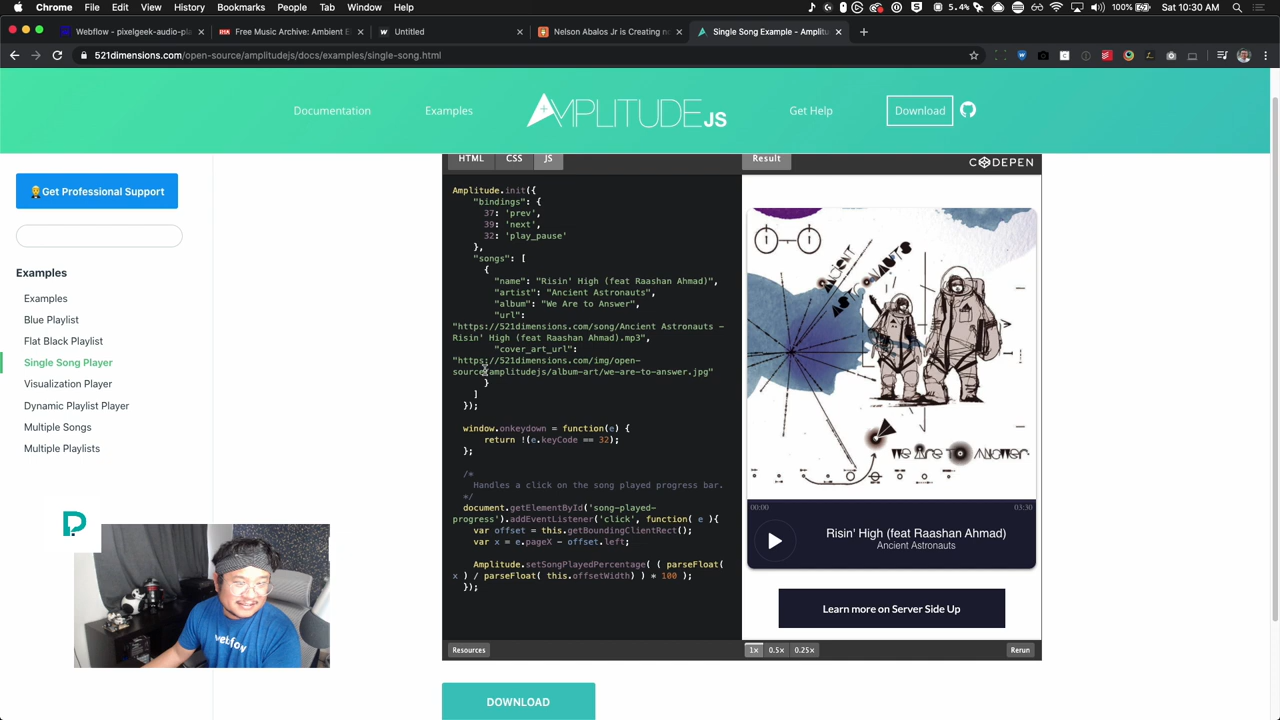 Chrome File Edit View History Bookmarks People Tab Window Help
5.4% 100% Sat 10:30 AM
Webflow - pixelgeek-audio-pla
Free Music Archive: Ambient E
Untitled
Nelson Abalos Jr is Creating no
Single Song Example - Amplitu
521dimensions.com/open-source/amplitudejs/docs/examples/single-song.html
Documentation
Examples
AMPLITUDE JS
Get Help
Download
Get Professional Support
Examples
Examples
Blue Playlist
Flat Black Playlist
Single Song Player
Visualization Player
Dynamic Playlist Player
Multiple Songs
Multiple Playlists
HTML CSS JS
Result
CODEPEN
Amplitude.init({
"bindings": {
37: 'prev',
39: 'next',
32: 'play_pause'
},
"songs": [
{
"name": "Risin' High (feat Raashan Ahmad)",
"artist": "Ancient Astronauts",
"album": "We Are to Answer",
"url":
"https://521dimensions.com/song/Ancient Astronauts -
Risin' High (feat Raashan Ahmad).mp3",
"cover_art_url":
"https://521dimensions.com/img/open-
source/amplitudejs/album-art/we-are-to-answer.jpg"
}
]
});
window.onkeydown = function(e) {
return !(e.keyCode == 32);
};
/*
Handles a click on the song played progress bar.
*/
document.getElementById('song-played-
progress').addEventListener('click', function( e ){
var offset = this.getBoundingClientRect();
var x = e.pageX - offset.left;
Amplitude.setSongPlayedPercentage( ( parseFloat(
x ) / parseFloat( this.offsetWidth) ) * 100 );
});
Resources
ANCIENT
ASTRONAUTS
We Are To Answer
00:00
03:30
Risin' High (feat Raashan Ahmad)
Ancient Astronauts
Learn more on Server Side Up
1× 0.5× 0.25×
Rerun
DOWNLOAD
webflow